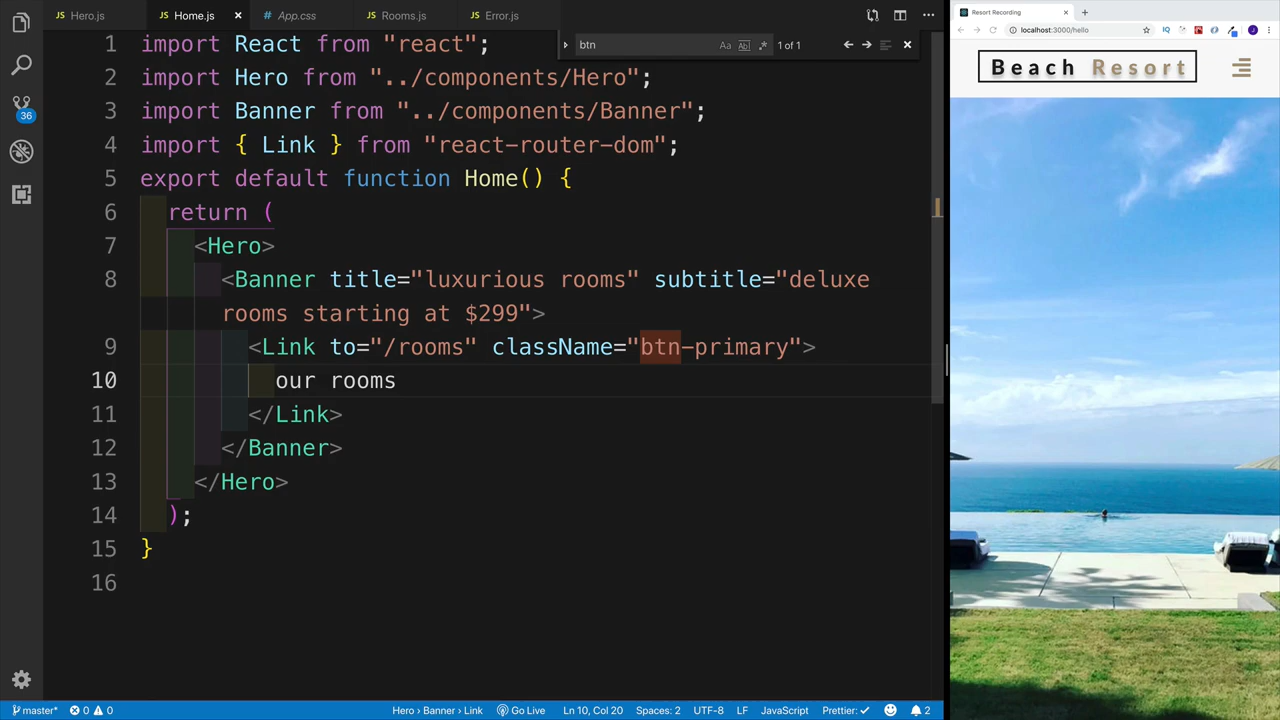 Hero.js
Home.js
App.css
Rooms.js
Error.js
btn
Aa
Ab
1 of 1
1 import React from "react";
2 import Hero from "../components/Hero";
3 import Banner from "../components/Banner";
4 import { Link } from "react-router-dom";
5 export default function Home() {
6 return (
7 <Hero>
8 <Banner title="luxurious rooms" subtitle="deluxe
rooms starting at $299">
9 <Link to="/rooms" className="btn-primary">
10 our rooms
11 </Link>
12 </Banner>
13 </Hero>
14 );
15 }
16
36
master* 0 0
Hero › Banner › Link
Go Live
Ln 10, Col 20
Spaces: 2
UTF-8
LF
JavaScript
Prettier: ✓
2
Resort Recording
localhost:3000/hello
Beach Resort